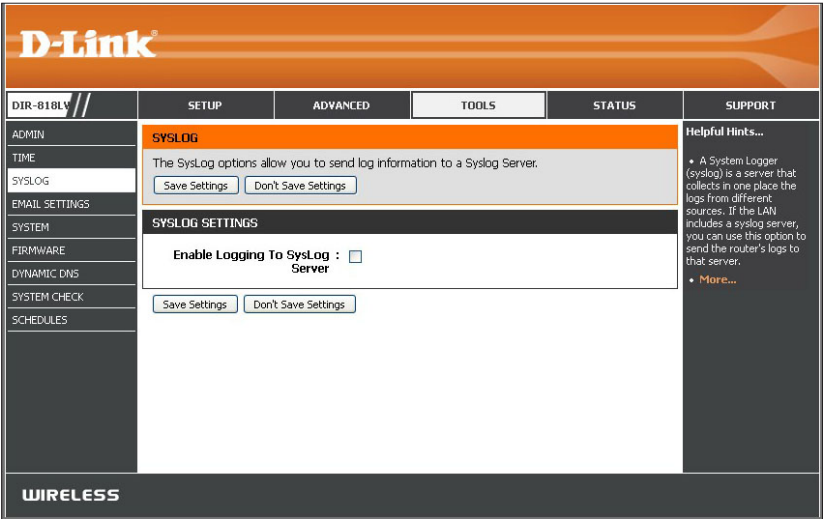 D-Link
DIR-818LW
SETUP
ADVANCED
TOOLS
STATUS
SUPPORT
ADMIN
TIME
SYSLOG
EMAIL SETTINGS
SYSTEM
FIRMWARE
DYNAMIC DNS
SYSTEM CHECK
SCHEDULES
SYSLOG
The SysLog options allow you to send log information to a Syslog Server.
Save Settings
Don't Save Settings
SYSLOG SETTINGS
Enable Logging To SysLog :
Server
Save Settings
Don't Save Settings
Helpful Hints...
• A System Logger
(syslog) is a server that
collects in one place the
logs from different
sources. If the LAN
includes a syslog server,
you can use this option to
send the router's logs to
that server.
• More...
WIRELESS